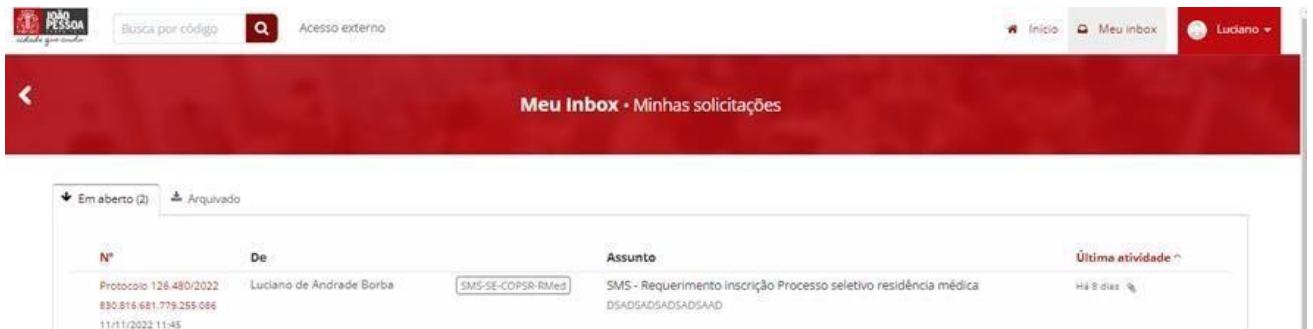 JOÃO PESSOA
cidade que cuida
Busca por código
Acesso externo
Início
Meu inbox
Luciano
Meu Inbox • Minhas solicitações
Em aberto (2)
Arquivado
Nº De Assunto Última atividade
Protocolo 126.480/2022 Luciano de Andrade Borba SMS-SE-COPSR-RMed SMS - Requerimento inscrição Processo seletivo residência médica Há 8 dias
830.816.681.779.255.086 DSADSADSADSADSAAD
11/11/2022 11:45